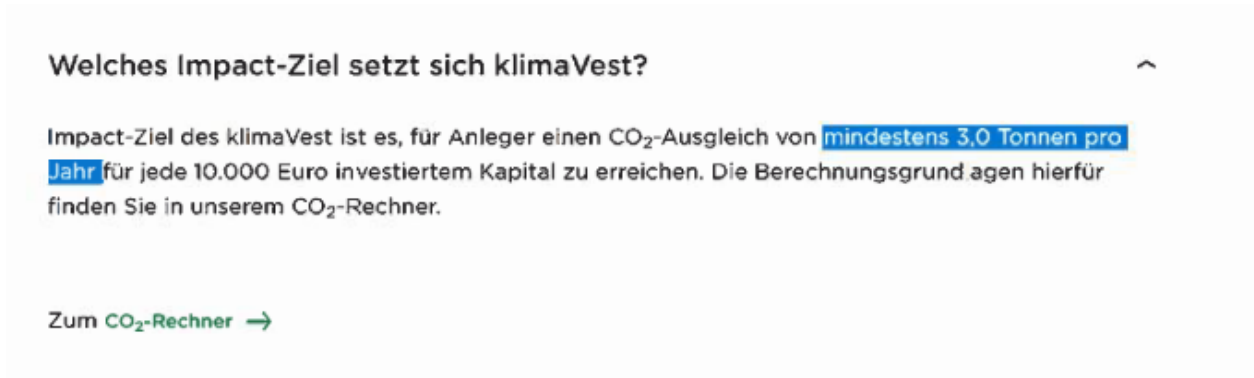 Welches Impact-Ziel setzt sich klimaVest?
Impact-Ziel des klimaVest ist es, für Anleger einen CO₂-Ausgleich von mindestens 3,0 Tonnen pro
Jahr für jede 10.000 Euro investiertem Kapital zu erreichen. Die Berechnungsgrund agen hierfür
finden Sie in unserem CO₂-Rechner.
Zum CO₂-Rechner →